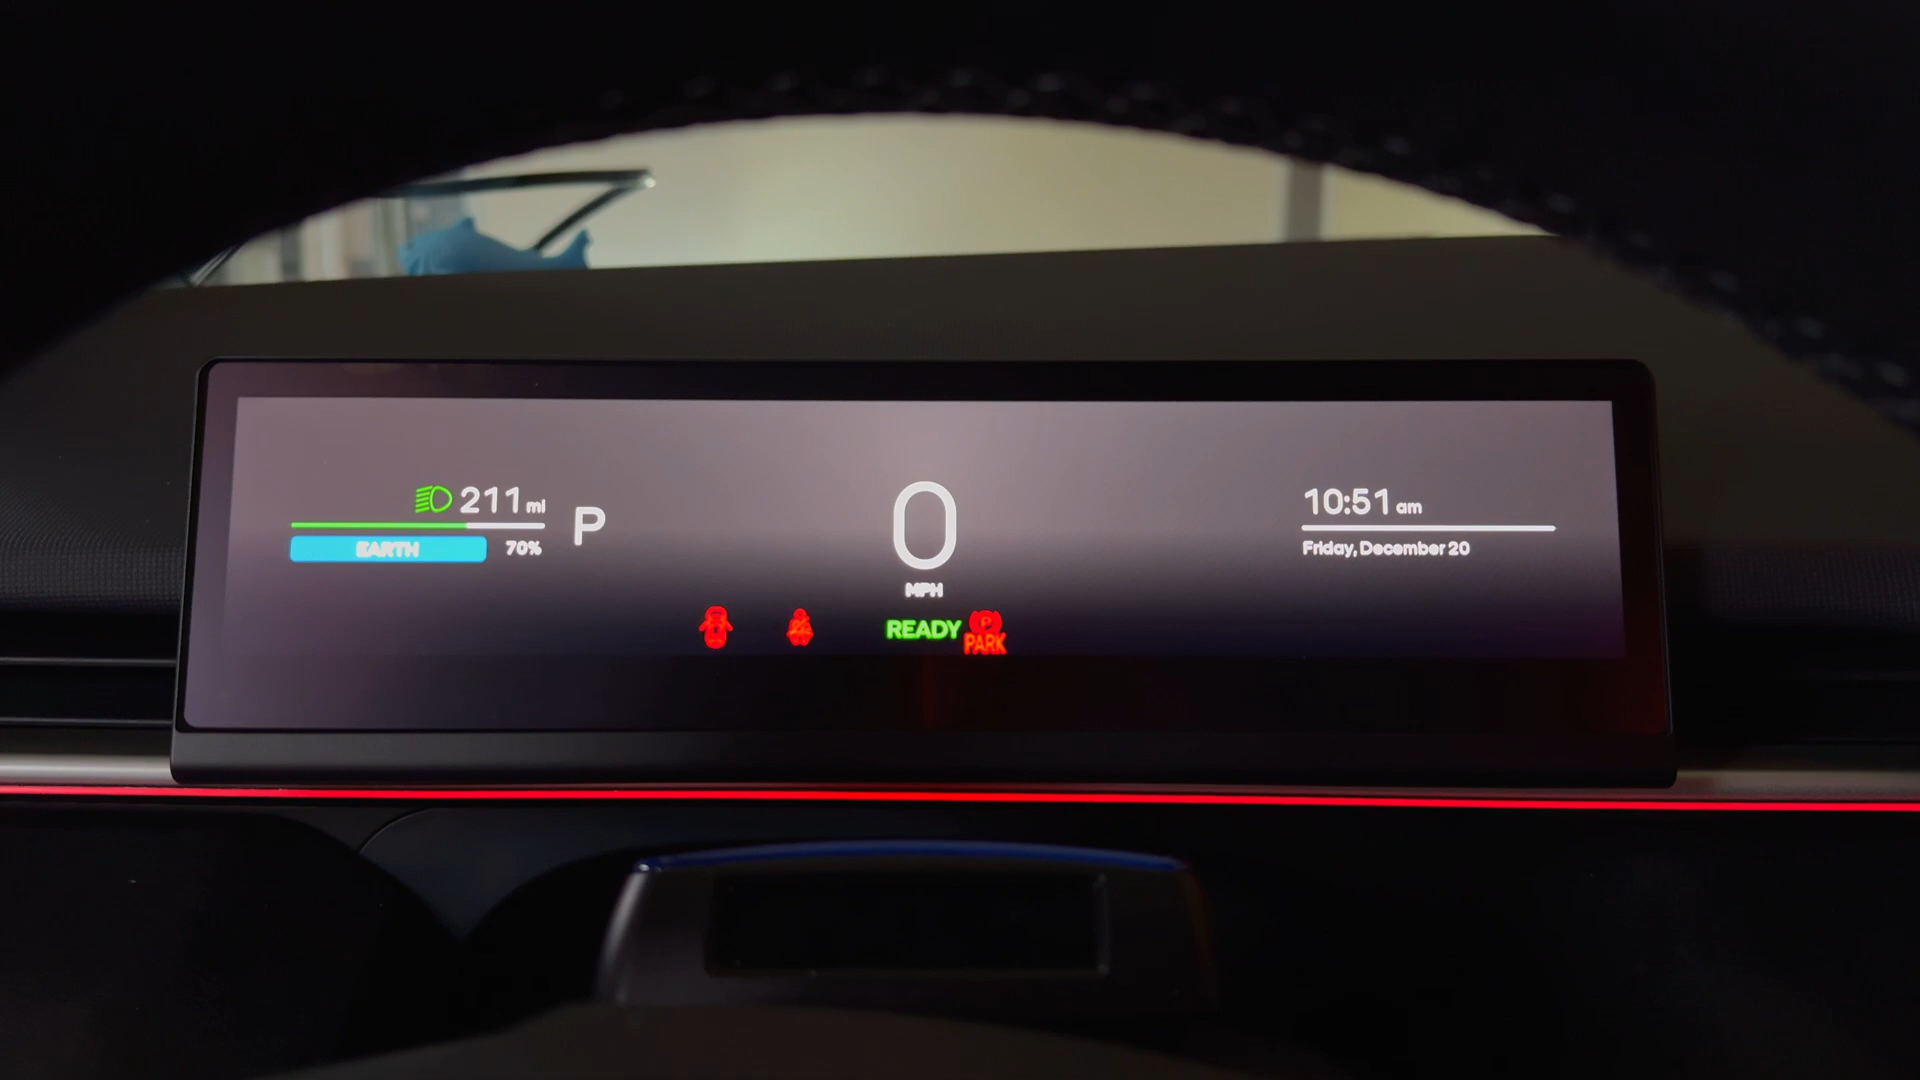 211 mi
EARTH 70%
P
0
MPH
READY
P
PARK
10:51 am
Friday, December 20